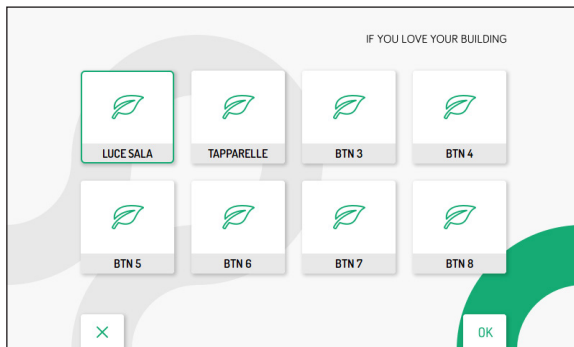 IF YOU LOVE YOUR BUILDING
LUCE SALA
TAPPARELLE
BTN 3
BTN 4
BTN 5
BTN 6
BTN 7
BTN 8
OK